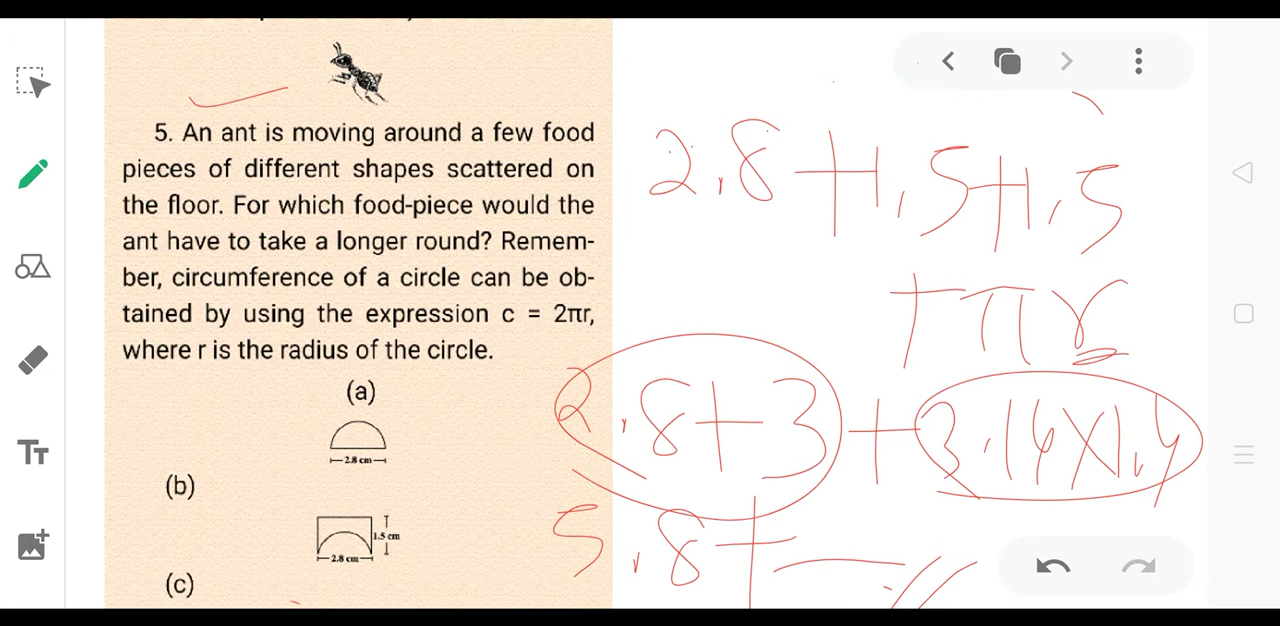 5. An ant is moving around a few food
pieces of different shapes scattered on
the floor. For which food-piece would the
ant have to take a longer round? Remem-
ber, circumference of a circle can be ob-
tained by using the expression c = 2πr,
where r is the radius of the circle.
(a)
2.8 cm
(b)
1.5 cm
2.8 cm
(c)
2.8+1.5+1.5
+πr
2.8+3+3.14×1.4
5.8+
Tт